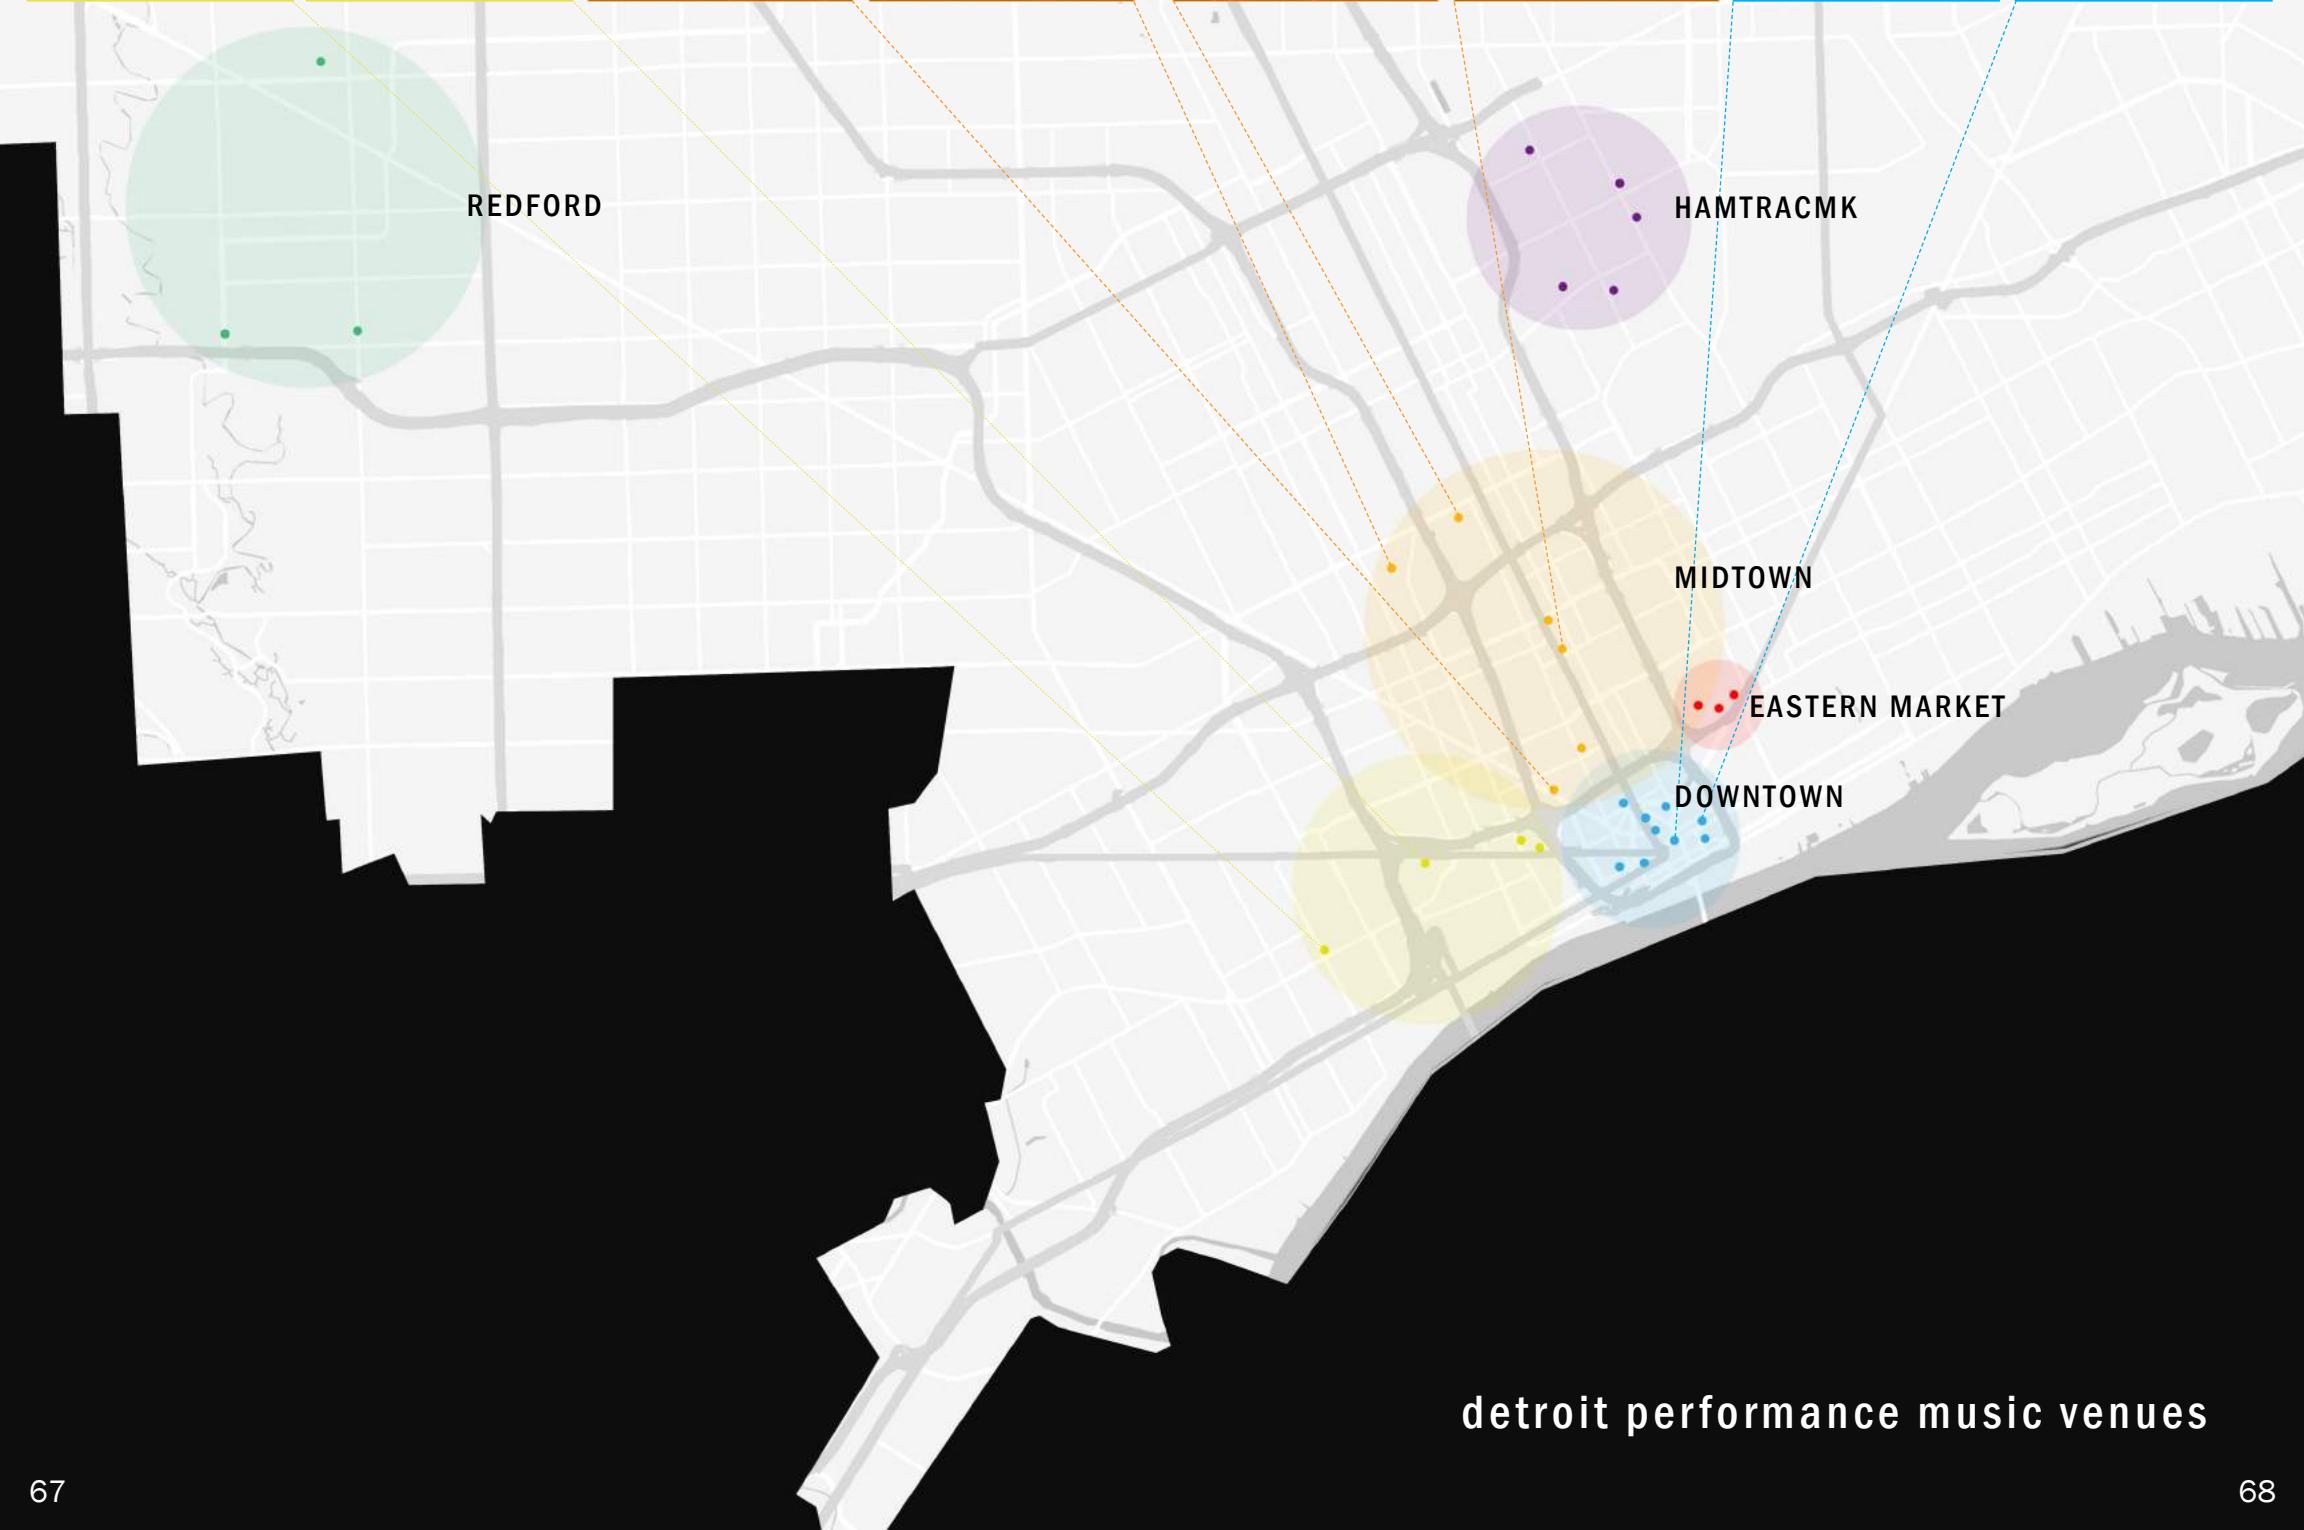 REDFORD
HAMTRACMK
MIDTOWN
EASTERN MARKET
DOWNTOWN
detroit performance music venues
67
68